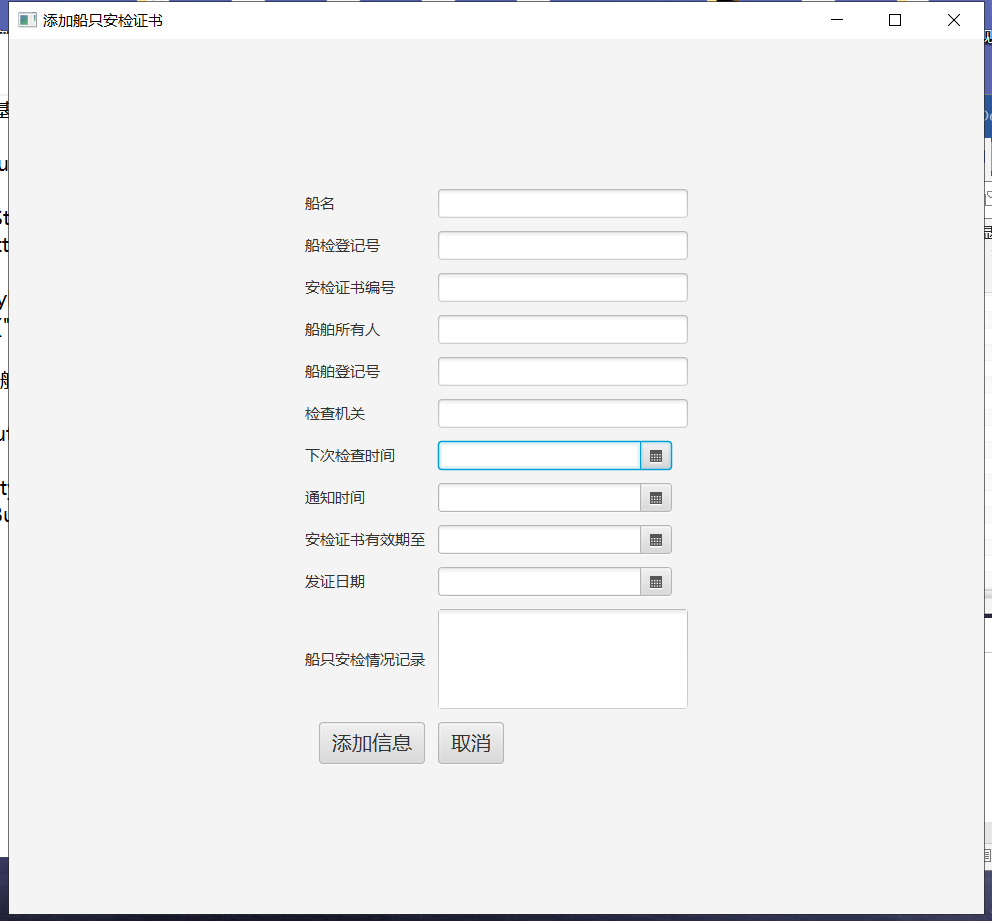 添加船只安检证书
船名
船检登记号
安检证书编号
船舶所有人
船舶登记号
检查机关
下次检查时间
通知时间
安检证书有效期至
发证日期
船只安检情况记录
添加信息 取消